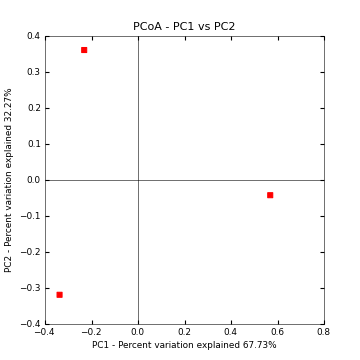 PCoA - PC1 vs PC2
0.4
0.3
0.2
0.1
0.0
−0.1
−0.2
−0.3
−0.4
PC2 - Percent variation explained 32.27%
−0.4 −0.2 0.0 0.2 0.4 0.6 0.8
PC1 - Percent variation explained 67.73%